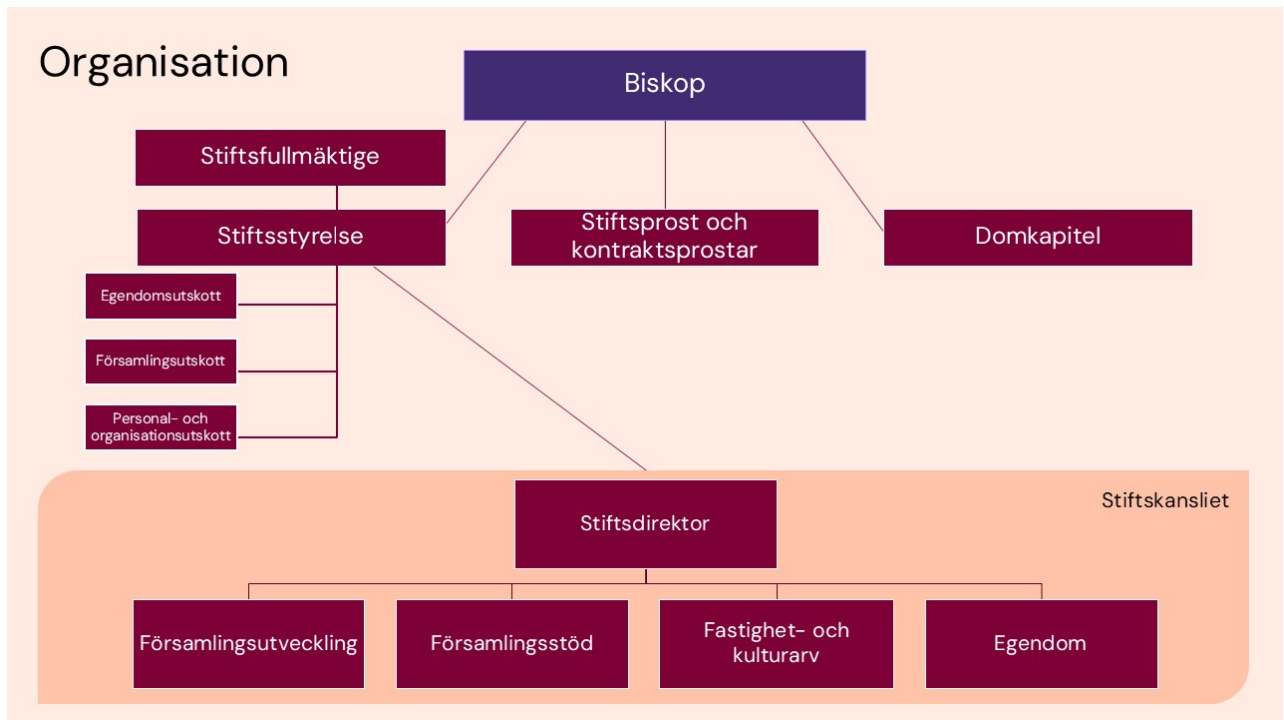 Organisation
Biskop
Stiftsfullmäktige
Stiftsstyrelse
Stiftsprost och
kontraktsprostar
Domkapitel
Egendomsutskott
Församlingsutskott
Personal- och
organisationsutskott
Stiftskansliet
Stiftsdirektor
Församlingsutveckling
Församlingsstöd
Fastighet- och
kulturarv
Egendom